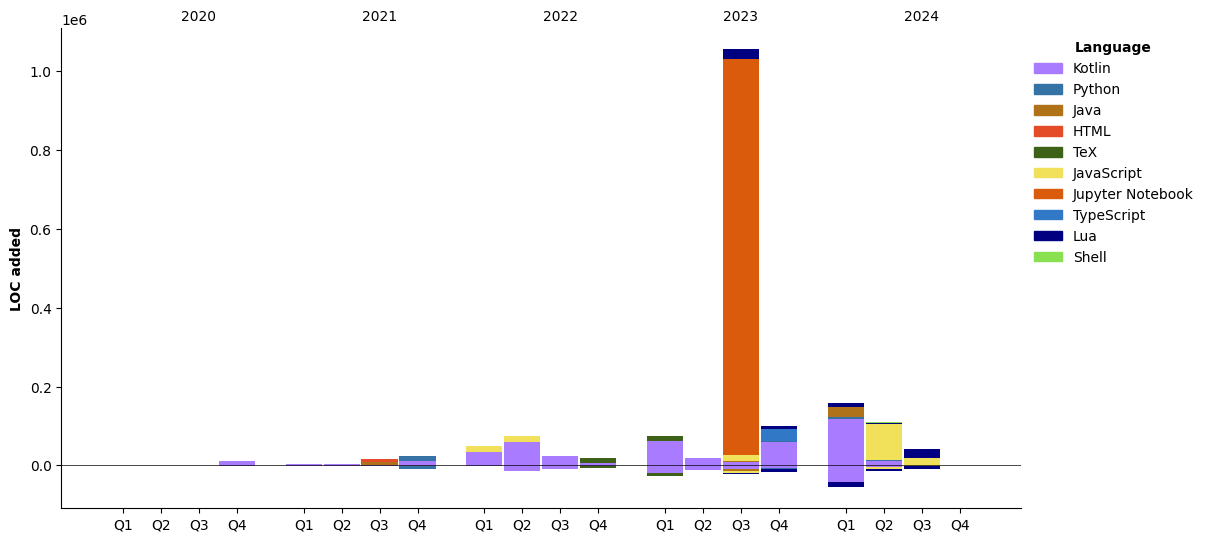 2020 2021 2022 2023 2024
1e6
Language
Kotlin
Python
Java
HTML
TeX
JavaScript
Jupyter Notebook
TypeScript
Lua
Shell
1.0
0.8
0.6
0.4
0.2
0.0
LOC added
Q1 Q2 Q3 Q4 Q1 Q2 Q3 Q4 Q1 Q2 Q3 Q4 Q1 Q2 Q3 Q4 Q1 Q2 Q3 Q4